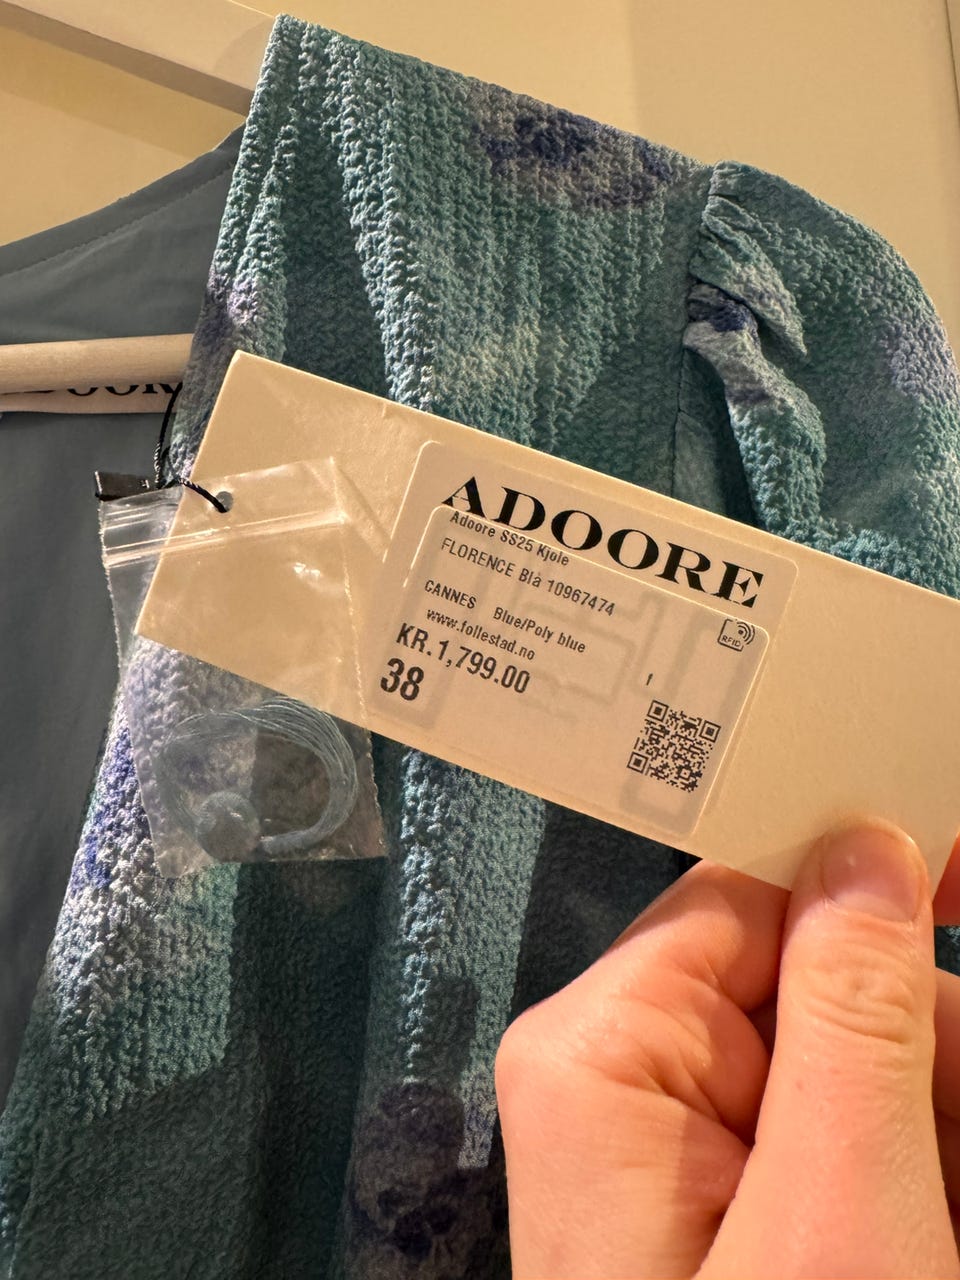 ADOORE
Adoore SS25 Kjole
FLORENCE Blå 10967474
CANNES Blue/Poly blue
www.follestad.no
KR.1,799.00
38
RFID